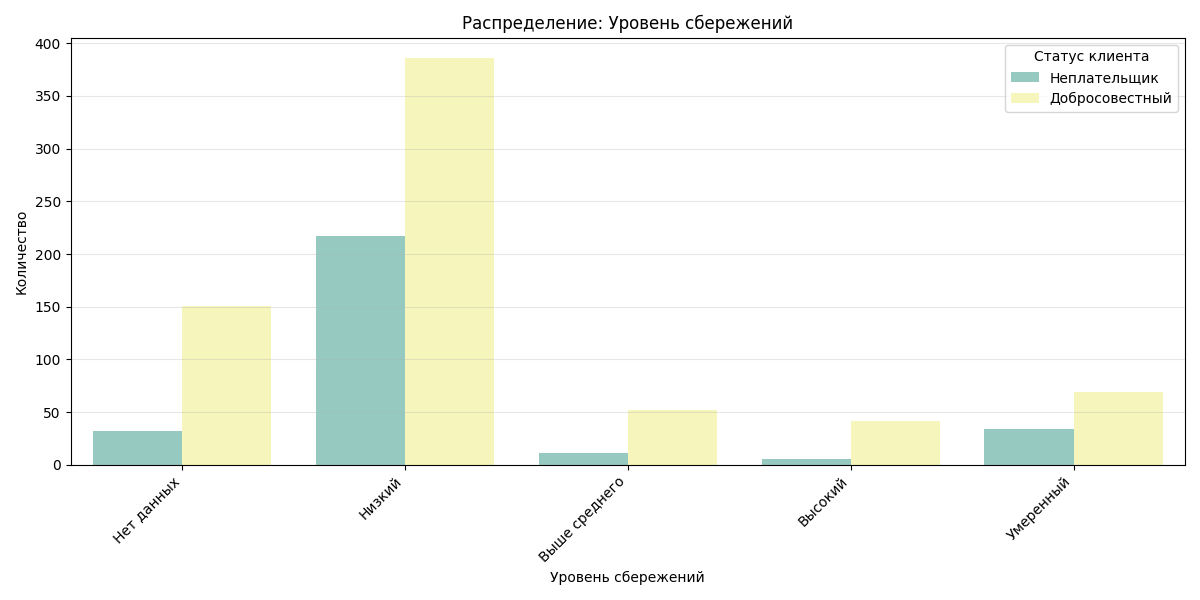 Распределение: Уровень сбережений
Статус клиента
Неплательщик
Добросовестный
Количество
400
350
300
250
200
150
100
50
0
Нет данных
Низкий
Выше среднего
Высокий
Умеренный
Уровень сбережений